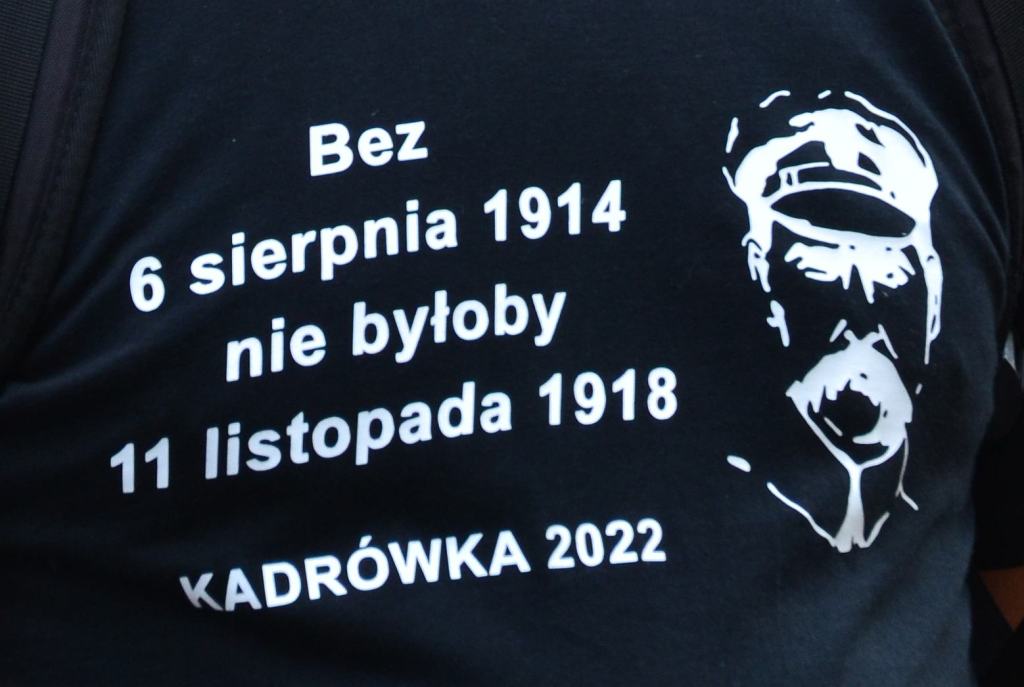 Bez
6 sierpnia 1914
nie byłoby
11 listopada 1918
KADRÓWKA 2022